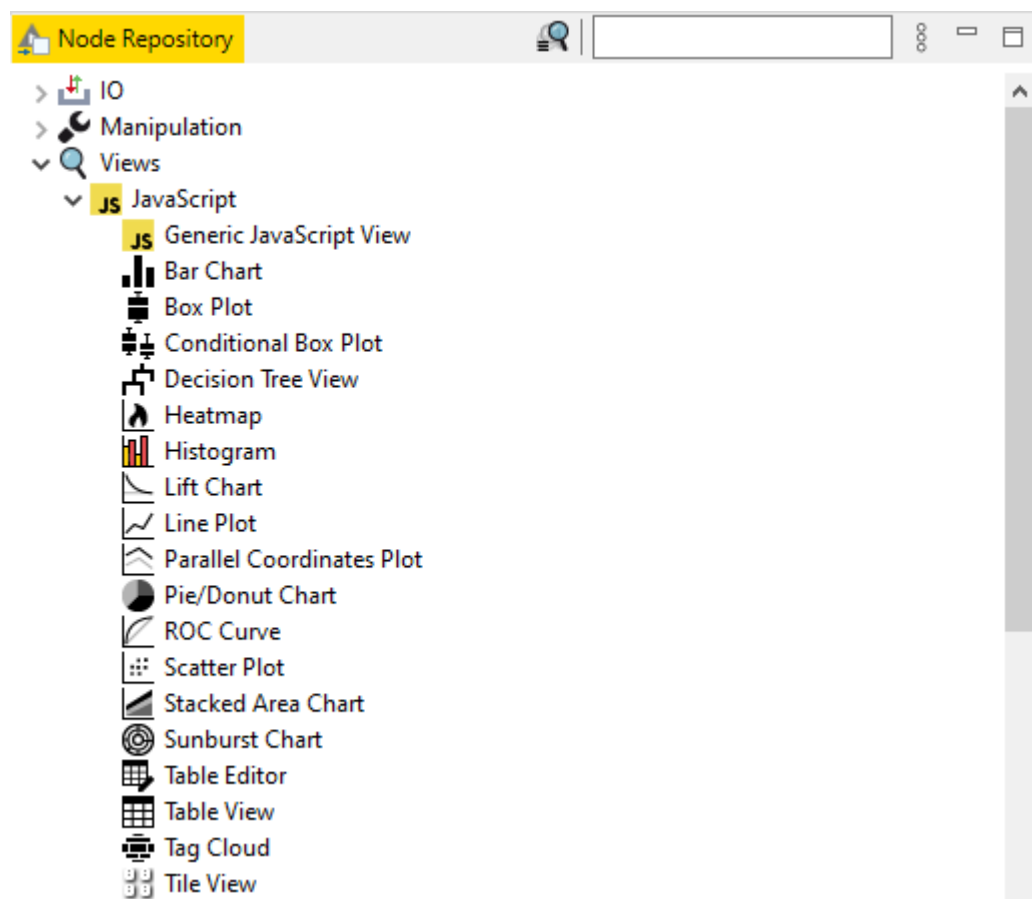 Node Repository
IO
Manipulation
Views
JS JavaScript
JS Generic JavaScript View
Bar Chart
Box Plot
Conditional Box Plot
Decision Tree View
Heatmap
Histogram
Lift Chart
Line Plot
Parallel Coordinates Plot
Pie/Donut Chart
ROC Curve
Scatter Plot
Stacked Area Chart
Sunburst Chart
Table Editor
Table View
Tag Cloud
Tile View